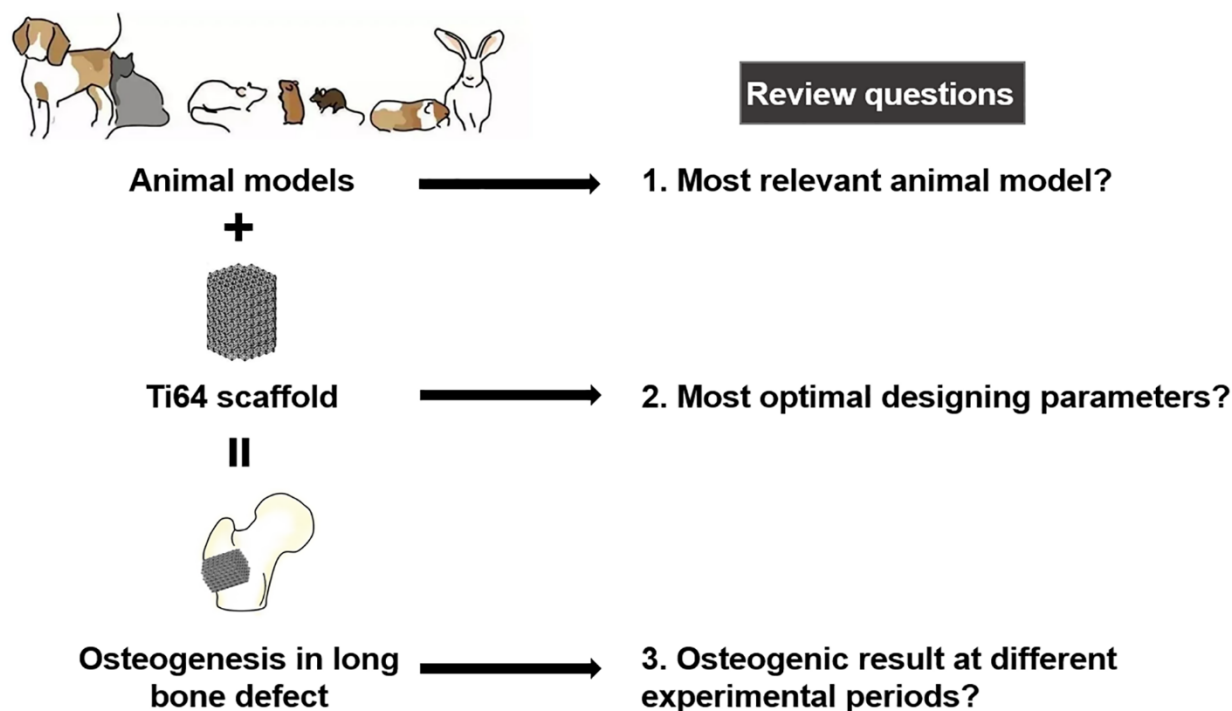 Review questions
Animal models
1. Most relevant animal model?
+
Ti64 scaffold
2. Most optimal designing parameters?
=
Osteogenesis in long
bone defect
3. Osteogenic result at different
experimental periods?